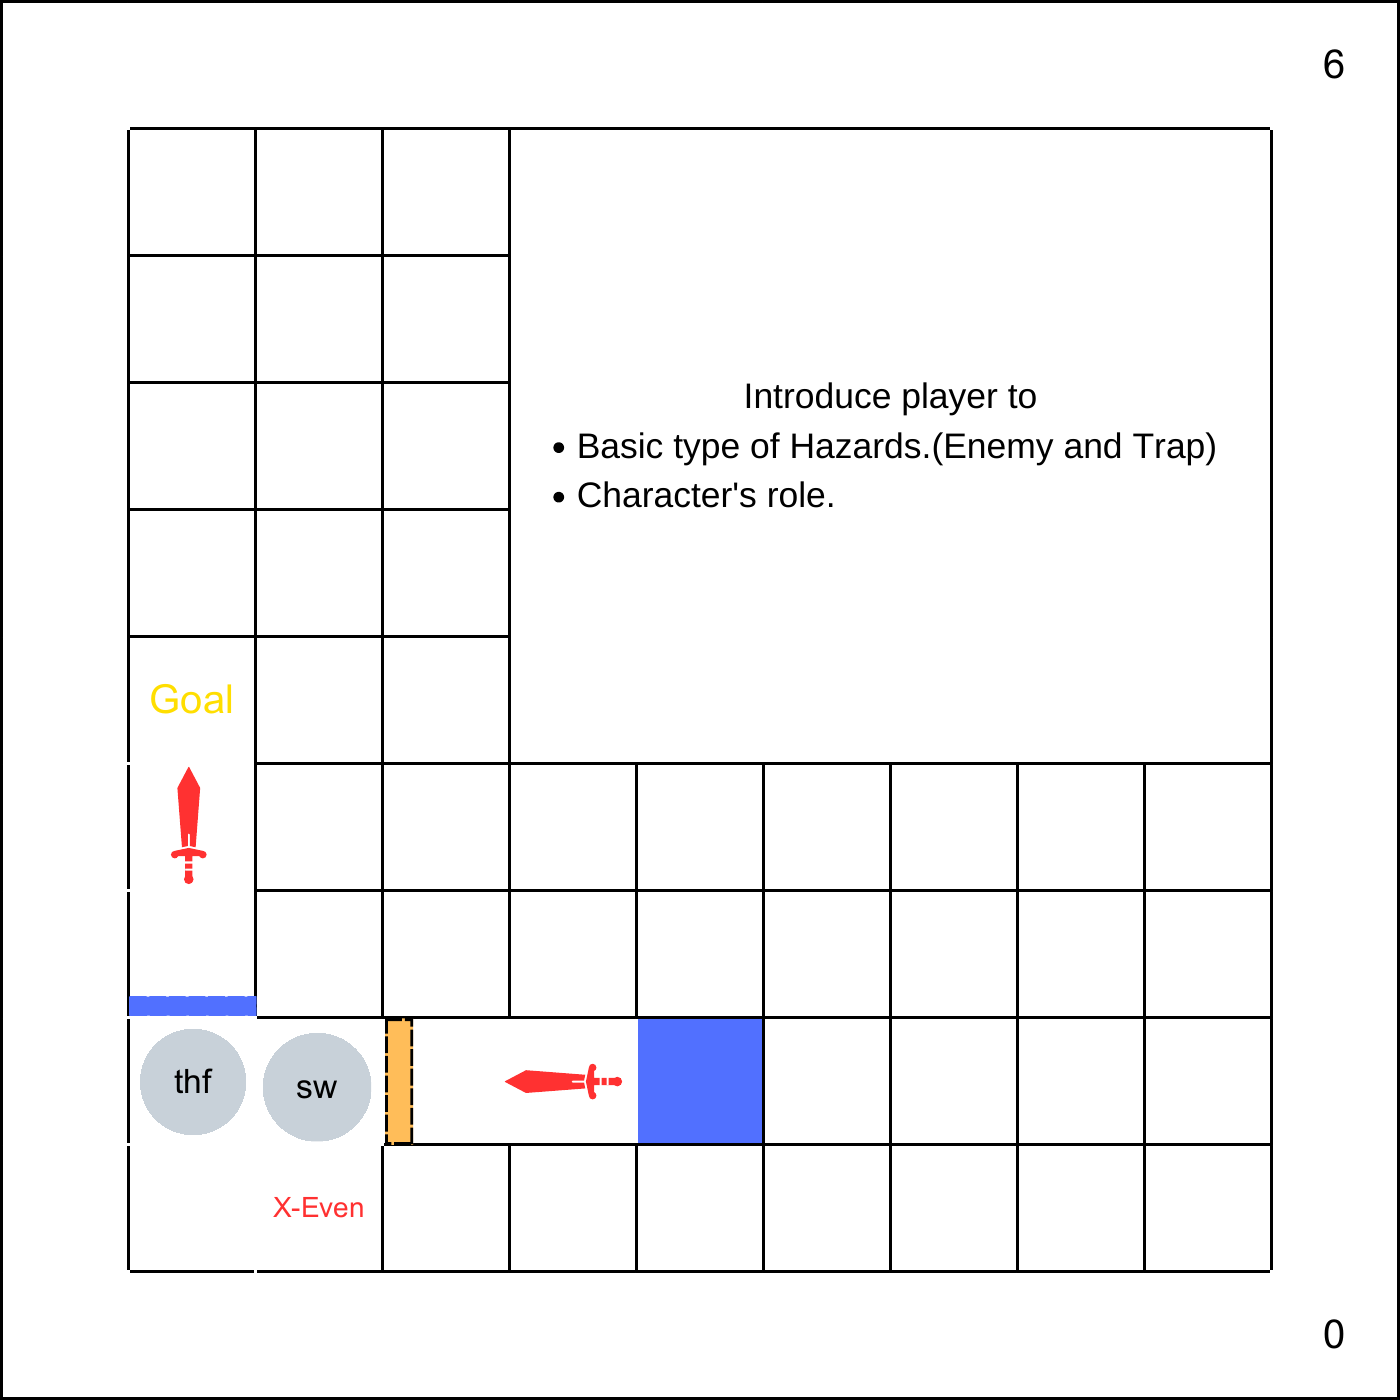 6
Introduce player to
• Basic type of Hazards.(Enemy and Trap)
• Character's role.
Goal
thf
sw
X-Even
0